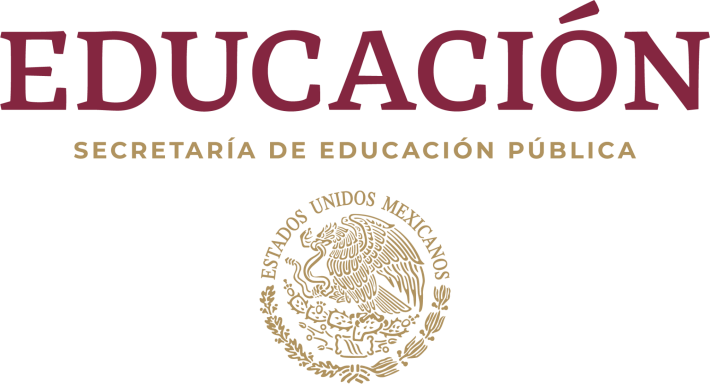 EDUCACIÓN
SECRETARÍA DE EDUCACIÓN PÚBLICA
ESTADOS UNIDOS MEXICANOS